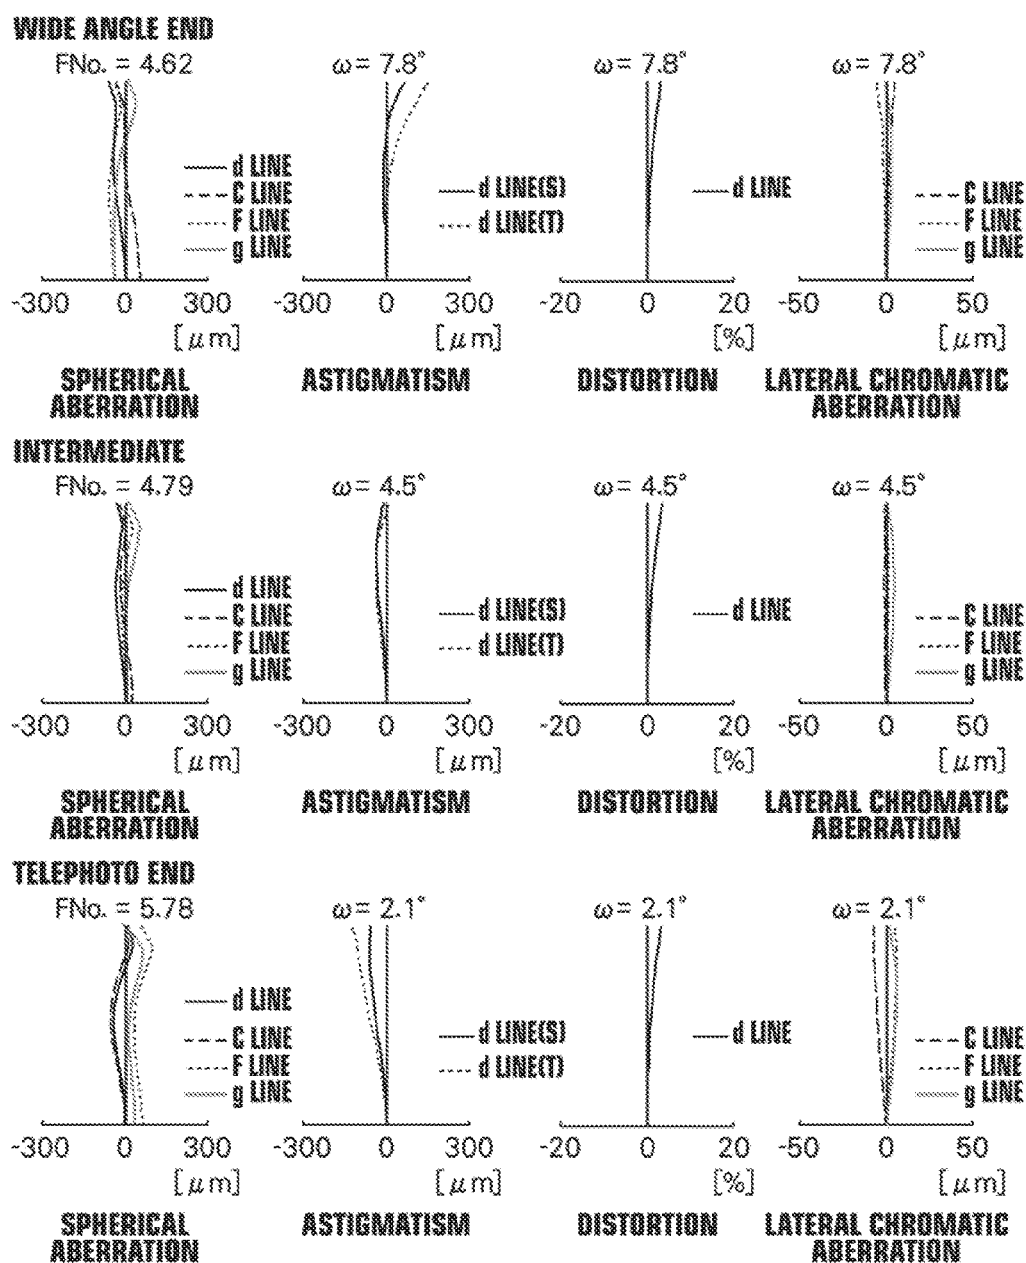 WIDE ANGLE END
FNo. = 4.62
ω= 7.8°
ω= 7.8°
ω= 7.8°
d LINE
C LINE
F LINE
g LINE
d LINE(S)
d LINE(T)
d LINE
C LINE
F LINE
g LINE
-300 0 300
-300 0 300
-20 0 20
-50 0 50
[μm]
[μm]
[%]
[μm]
SPHERICAL
ABERRATION
ASTIGMATISM
DISTORTION
LATERAL CHROMATIC
ABERRATION
INTERMEDIATE
FNo. = 4.79
ω= 4.5°
ω= 4.5°
ω= 4.5°
d LINE
C LINE
F LINE
g LINE
d LINE(S)
d LINE(T)
d LINE
C LINE
F LINE
g LINE
-300 0 300
-300 0 300
-20 0 20
-50 0 50
[μm]
[μm]
[%]
[μm]
SPHERICAL
ABERRATION
ASTIGMATISM
DISTORTION
LATERAL CHROMATIC
ABERRATION
TELEPHOTO END
FNo. = 5.78
ω= 2.1°
ω= 2.1°
ω= 2.1°
d LINE
C LINE
F LINE
g LINE
d LINE(S)
d LINE(T)
d LINE
C LINE
F LINE
g LINE
-300 0 300
-300 0 300
-20 0 20
-50 0 50
[μm]
[μm]
[%]
[μm]
SPHERICAL
ABERRATION
ASTIGMATISM
DISTORTION
LATERAL CHROMATIC
ABERRATION